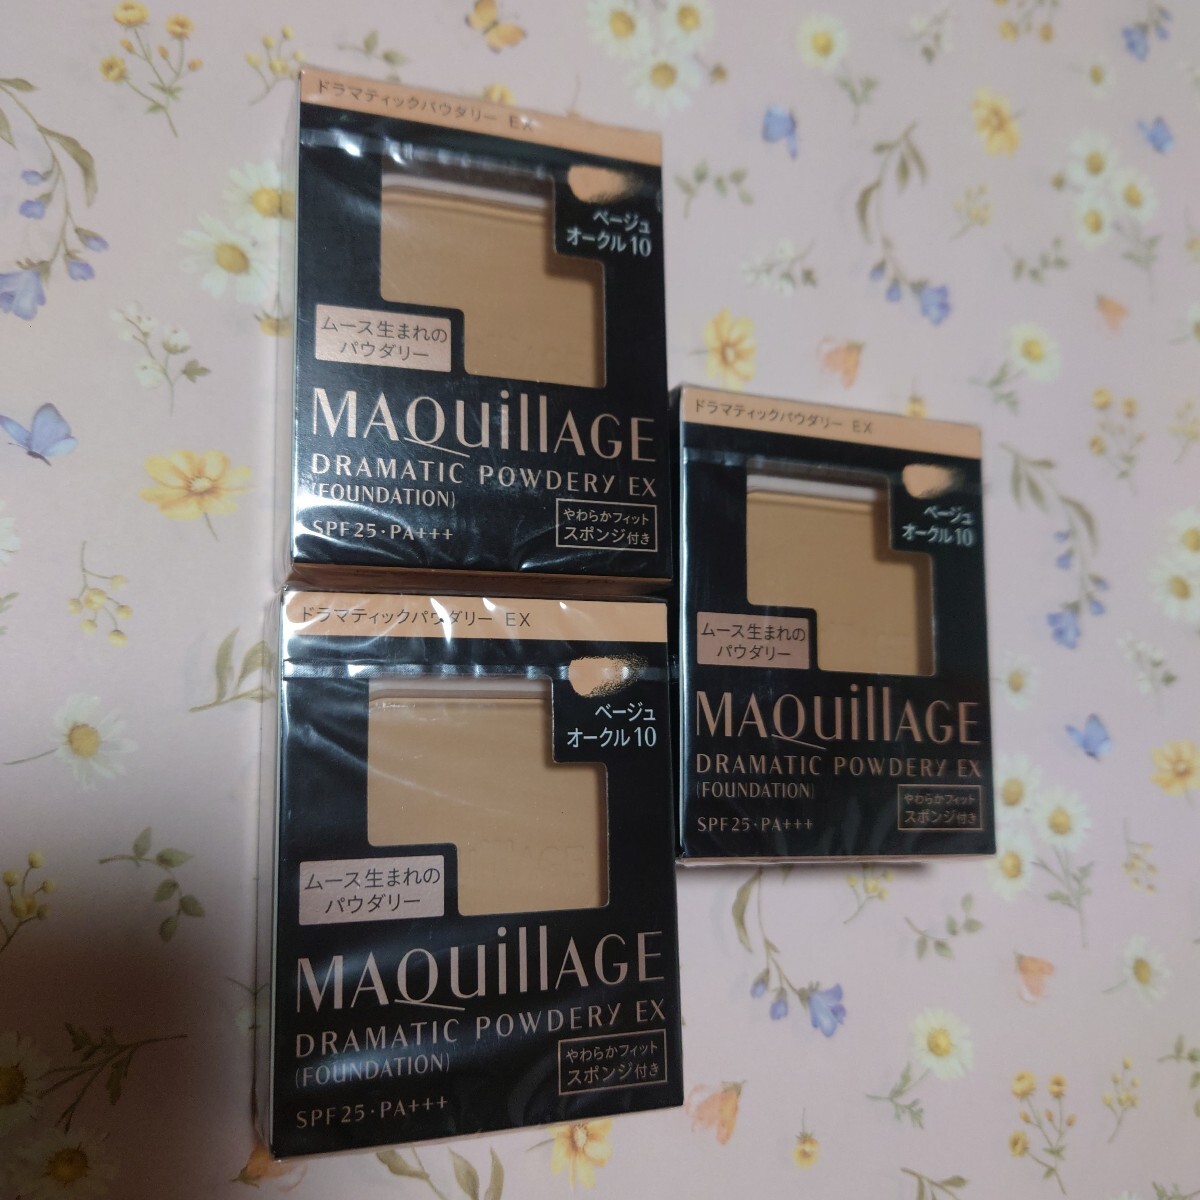 ドラマティックパウダリー EX
ベージュ
オークル10
ムース生まれの
パウダリー
MAQuillAGE
DRAMATIC POWDERY EX
(FOUNDATION)
SPF25・PA+++
やわらかフィット
スポンジ付き
ドラマティックパウダリー EX
ベージュ
オークル10
ムース生まれの
パウダリー
MAQuillAGE
DRAMATIC POWDERY EX
(FOUNDATION)
SPF25・PA+++
やわらかフィット
スポンジ付き
ドラマティックパウダリー EX
ベージュ
オークル10
ムース生まれの
パウダリー
MAQuillAGE
DRAMATIC POWDERY EX
(FOUNDATION)
SPF25・PA+++
やわらかフィット
スポンジ付き